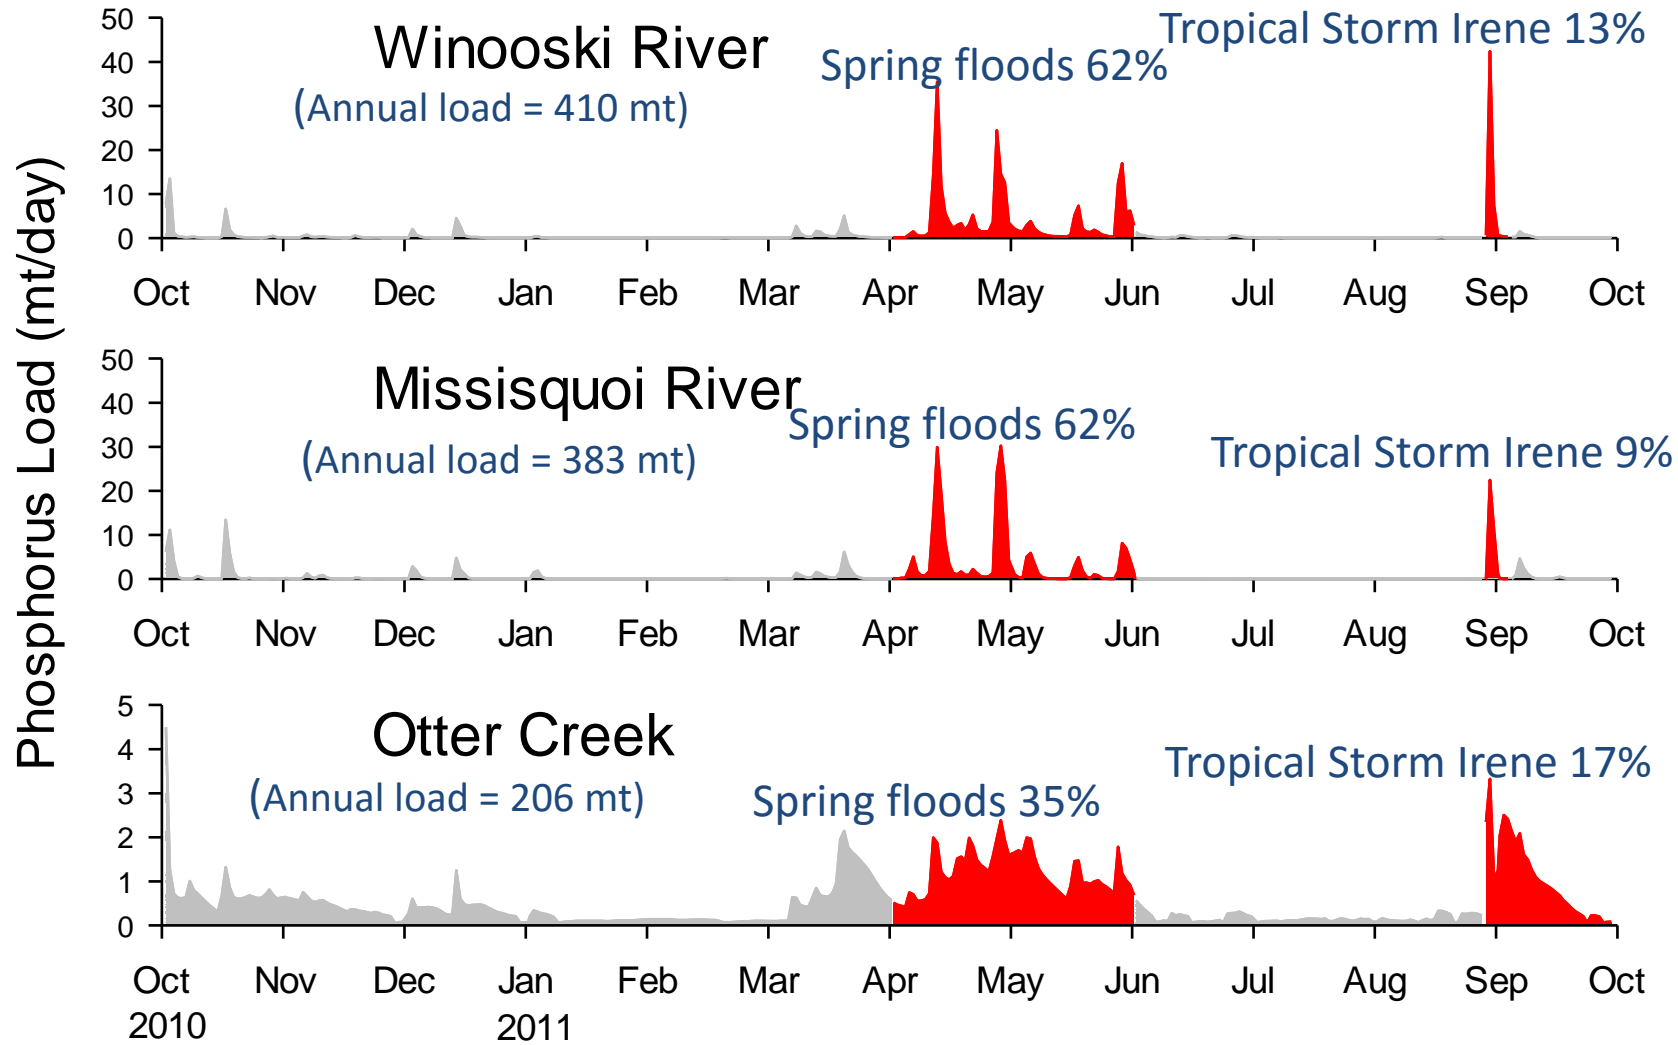 Phosphorus Load (mt/day)
Winooski River
(Annual load = 410 mt)
Spring floods 62%
Tropical Storm Irene 13%
50
40
30
20
10
0
Oct Nov Dec Jan Feb Mar Apr May Jun Jul Aug Sep Oct
Missisquoi River
(Annual load = 383 mt)
Spring floods 62%
Tropical Storm Irene 9%
50
40
30
20
10
0
Oct Nov Dec Jan Feb Mar Apr May Jun Jul Aug Sep Oct
Otter Creek
(Annual load = 206 mt)
Spring floods 35%
Tropical Storm Irene 17%
5
4
3
2
1
0
Oct Nov Dec Jan Feb Mar Apr May Jun Jul Aug Sep Oct
2010 2011